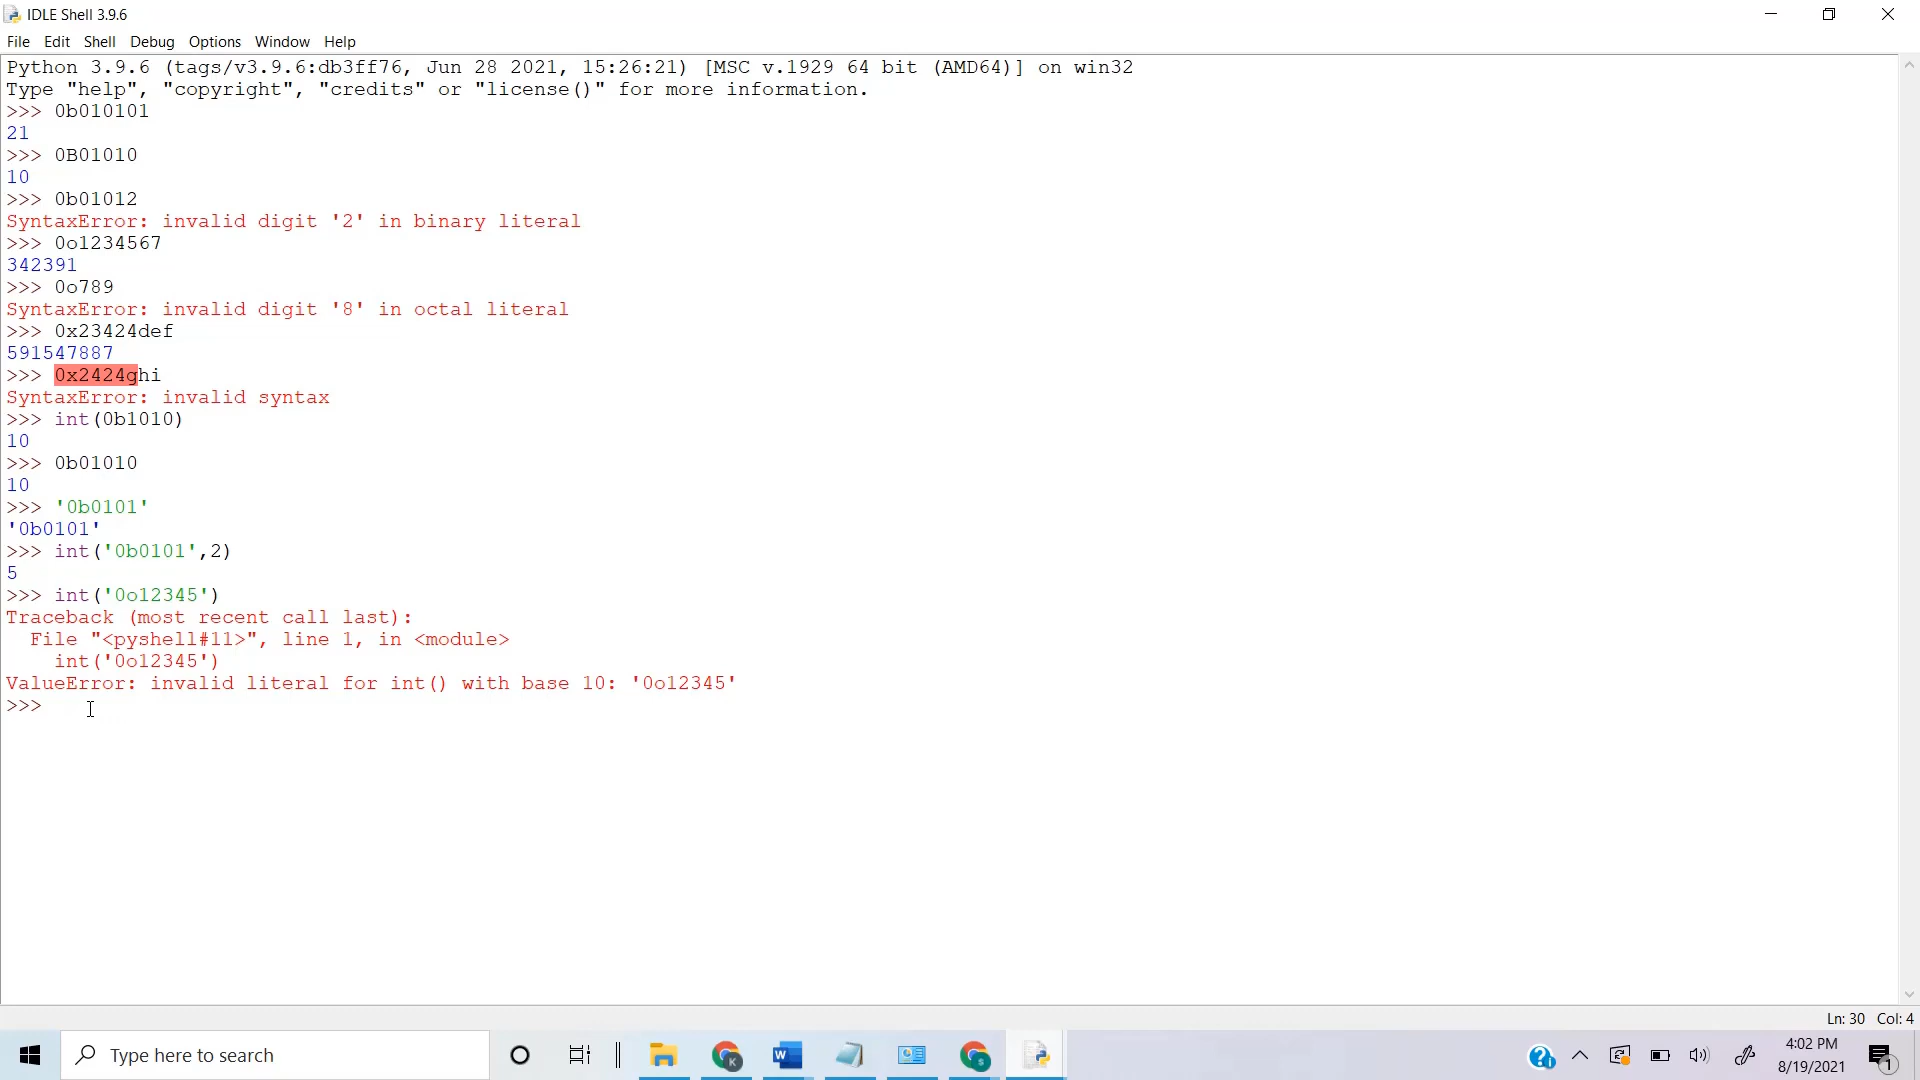 IDLE Shell 3.9.6
File Edit Shell Debug Options Window Help
Python 3.9.6 (tags/v3.9.6:db3ff76, Jun 28 2021, 15:26:21) [MSC v.1929 64 bit (AMD64)] on win32
Type "help", "copyright", "credits" or "license()" for more information.
>>> 0b010101
21
>>> 0B01010
10
>>> 0b01012
SyntaxError: invalid digit '2' in binary literal
>>> 0o1234567
342391
>>> 0o789
SyntaxError: invalid digit '8' in octal literal
>>> 0x23424def
591547887
>>> 0x2424ghi
SyntaxError: invalid syntax
>>> int(0b1010)
10
>>> 0b01010
10
>>> '0b0101'
'0b0101'
>>> int('0b0101',2)
5
>>> int('0o12345')
Traceback (most recent call last):
  File "<pyshell#11>", line 1, in <module>
    int('0o12345')
ValueError: invalid literal for int() with base 10: '0o12345'
>>>
Ln: 30 Col: 4
Type here to search
K
W
S
4:02 PM
8/19/2021
1